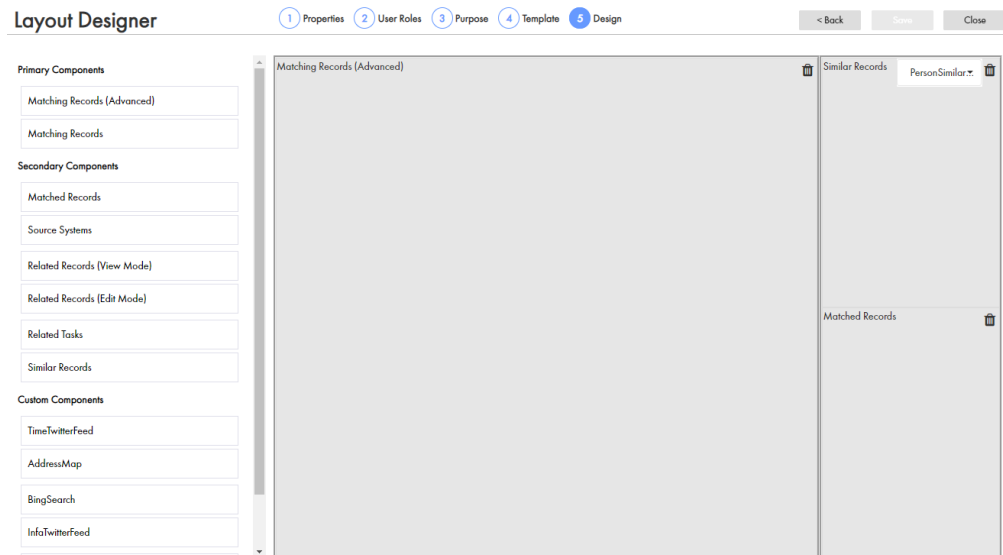 Layout Designer
1 Properties 2 User Roles 3 Purpose 4 Template 5 Design
< Back Save Close
Primary Components
Matching Records (Advanced)
Matching Records
Secondary Components
Matched Records
Source Systems
Related Records (View Mode)
Related Records (Edit Mode)
Related Tasks
Similar Records
Custom Components
TimeTwitterFeed
AddressMap
BingSearch
InfaTwitterFeed
Matching Records (Advanced)
Similar Records PersonSimilar...
Matched Records